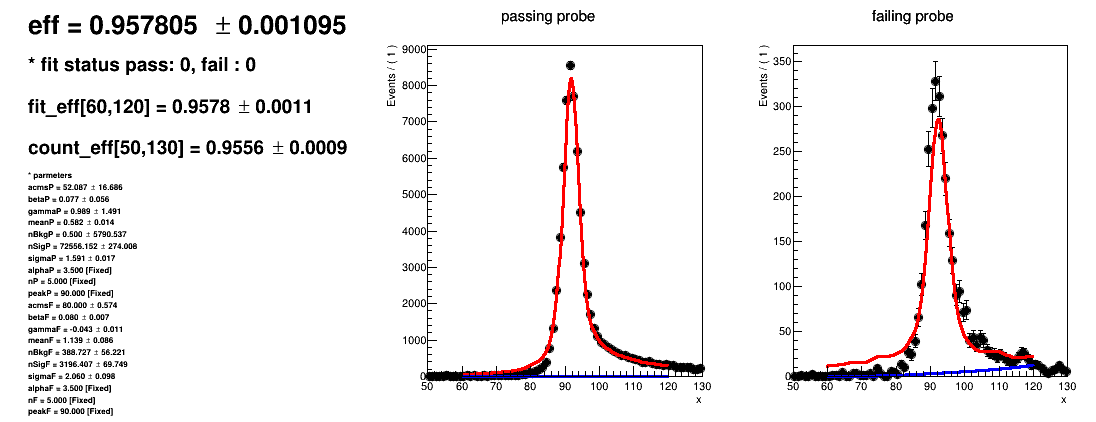 eff = 0.957805 ± 0.001095
* fit status pass: 0, fail : 0
fit_eff[60,120] = 0.9578 ± 0.0011
count_eff[50,130] = 0.9556 ± 0.0009
* parmeters
acmsP = 52.087 ± 16.686
betaP = 0.077 ± 0.056
gammaP = 0.989 ± 1.491
meanP = 0.582 ± 0.014
nBkgP = 0.500 ± 5790.537
nSigP = 72556.152 ± 274.008
sigmaP = 1.591 ± 0.017
alphaP = 3.500 [Fixed]
nP = 5.000 [Fixed]
peakP = 90.000 [Fixed]
acmsF = 80.000 ± 0.574
betaF = 0.080 ± 0.007
gammaF = -0.043 ± 0.011
meanF = 1.139 ± 0.086
nBkgF = 388.727 ± 56.221
nSigF = 3196.407 ± 69.749
sigmaF = 2.060 ± 0.098
alphaF = 3.500 [Fixed]
nF = 5.000 [Fixed]
peakF = 90.000 [Fixed]
passing probe
Events / ( 1 )
9000
8000
7000
6000
5000
4000
3000
2000
1000
0
50 60 70 80 90 100 110 120 130
x
failing probe
Events / ( 1 )
350
300
250
200
150
100
50
0
50 60 70 80 90 100 110 120 130
x